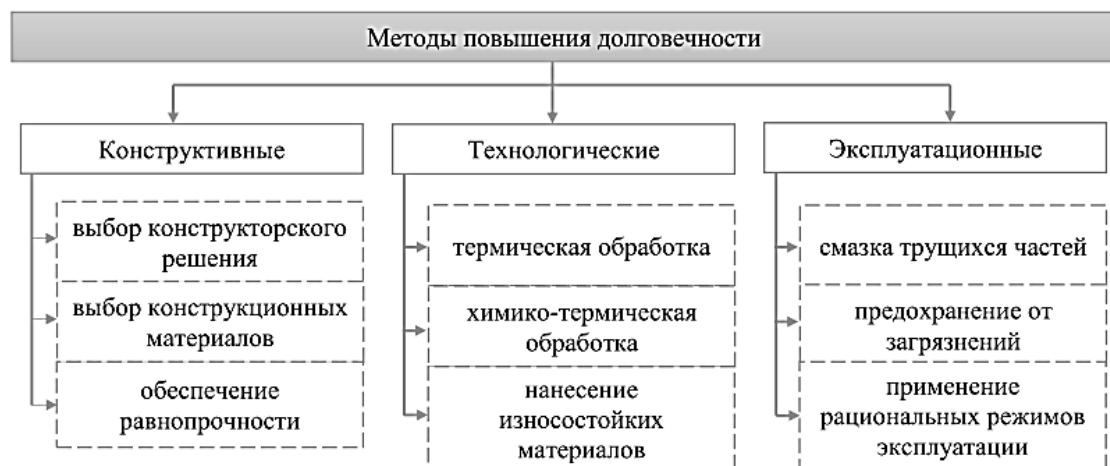 Методы повышения долговечности
Конструктивные
выбор конструкторского
решения
выбор конструкционных
материалов
обеспечение
равнопрочности
Технологические
термическая обработка
химико-термическая
обработка
нанесение
износостойких
материалов
Эксплуатационные
смазка трущихся частей
предохранение от
загрязнений
применение
рациональных режимов
эксплуатации